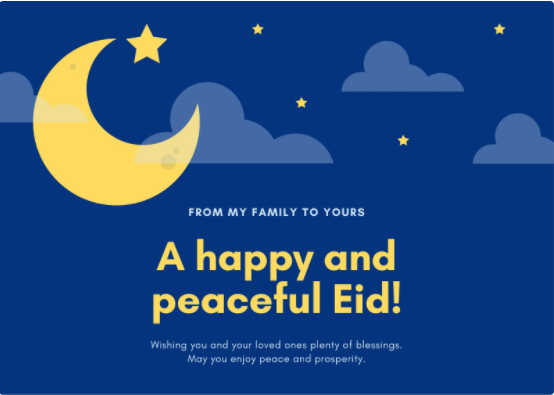 FROM MY FAMILY TO YOURS
A happy and
peaceful Eid!
Wishing you and your loved ones plenty of blessings.
May you enjoy peace and prosperity.